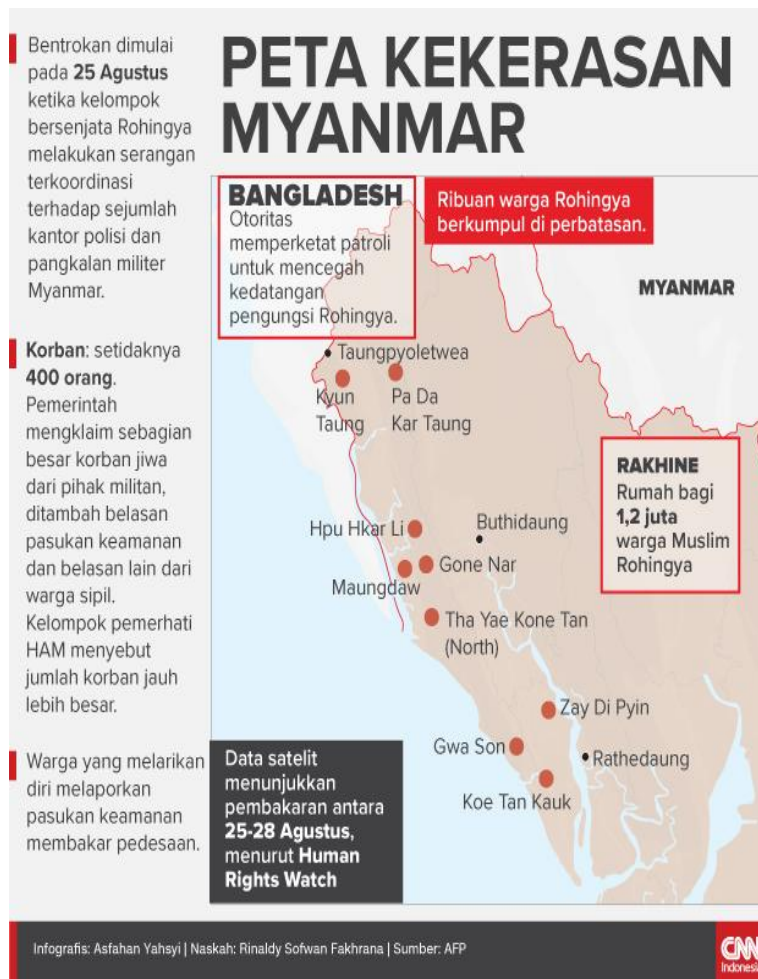 PETA KEKERASAN
MYANMAR
Bentrokan dimulai
pada 25 Agustus
ketika kelompok
bersenjata Rohingya
melakukan serangan
terkoordinasi
terhadap sejumlah
kantor polisi dan
pangkalan militer
Myanmar.
Korban: setidaknya
400 orang.
Pemerintah
mengklaim sebagian
besar korban jiwa
dari pihak militan,
ditambah belasan
pasukan keamanan
dan belasan lain dari
warga sipil.
Kelompok pemerhati
HAM menyebut
jumlah korban jauh
lebih besar.
Warga yang melarikan
diri melaporkan
pasukan keamanan
membakar pedesaan.
BANGLADESH
Otoritas
memperketat patroli
untuk mencegah
kedatangan
pengungsi Rohingya.
Ribuan warga Rohingya
berkumpul di perbatasan.
MYANMAR
Taungpyoletwea
Kyun
Taung
Pa Da
Kar Taung
RAKHINE
Rumah bagi
1,2 juta
warga Muslim
Rohingya
Hpu Hkar Li
Buthidaung
Gone Nar
Maungdaw
Tha Yae Kone Tan
(North)
Zay Di Pyin
Gwa Son
Rathedaung
Koe Tan Kauk
Data satelit
menunjukkan
pembakaran antara
25-28 Agustus,
menurut Human
Rights Watch
Infografis: Asfahan Yahsyi | Naskah: Rinaldy Sofwan Fakhrana | Sumber: AFP
CNN
Indonesia